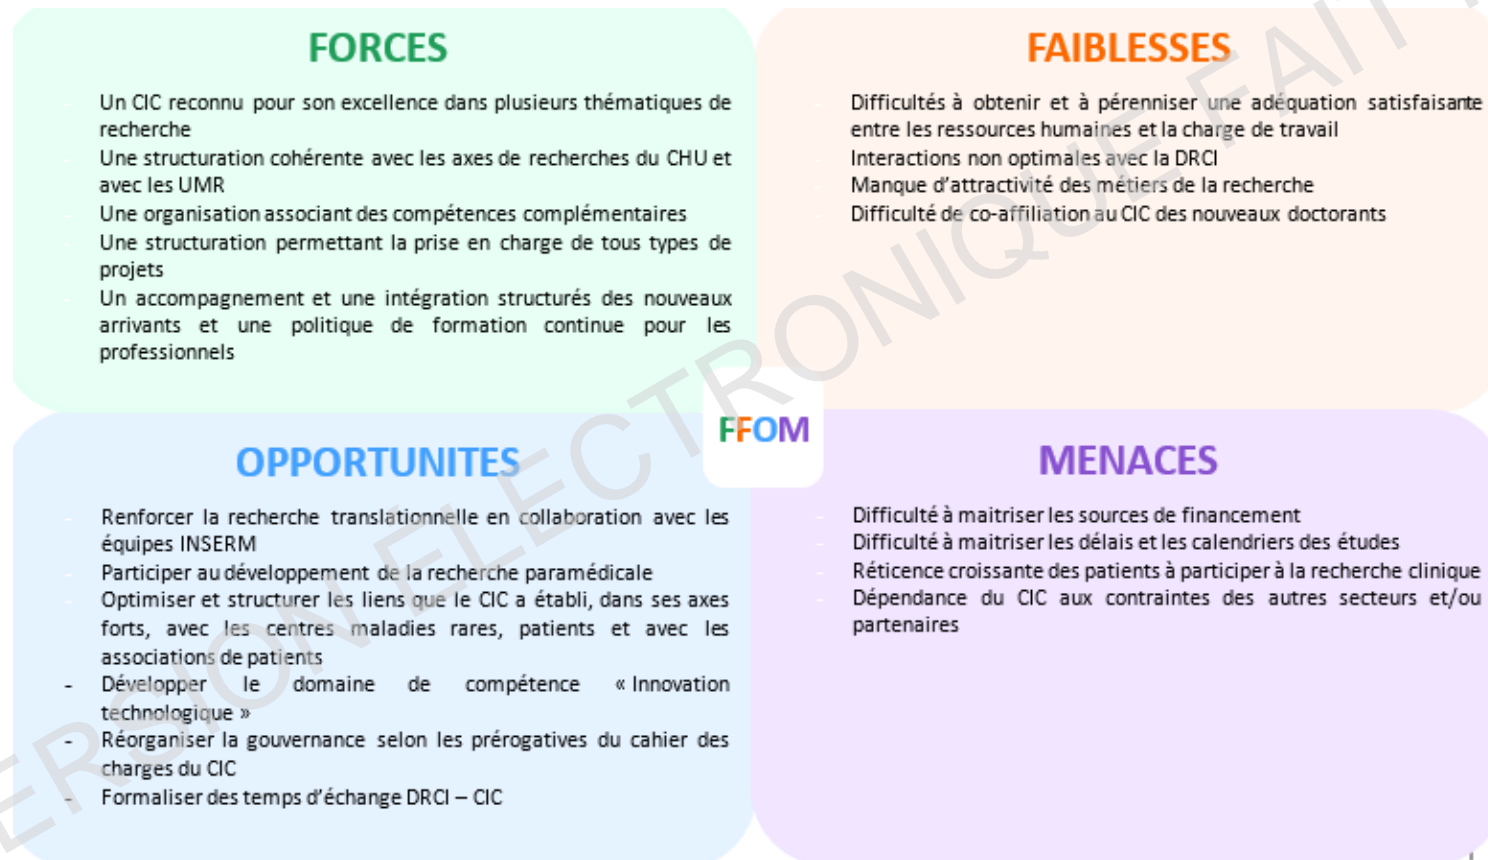 FORCES
Un CIC reconnu pour son excellence dans plusieurs thématiques de
recherche
Une structuration cohérente avec les axes de recherches du CHU et
avec les UMR
Une organisation associant des compétences complémentaires
Une structuration permettant la prise en charge de tous types de
projets
Un accompagnement et une intégration structurés des nouveaux
arrivants et une politique de formation continue pour les
professionnels
FAIBLESSES
Difficultés à obtenir et à pérenniser une adéquation satisfaisante
entre les ressources humaines et la charge de travail
Interactions non optimales avec la DRCI
Manque d'attractivité des métiers de la recherche
Difficulté de co-affiliation au CIC des nouveaux doctorants
FFOM
OPPORTUNITES
- Renforcer la recherche translationnelle en collaboration avec les
équipes INSERM
- Participer au développement de la recherche paramédicale
- Optimiser et structurer les liens que le CIC a établi, dans ses axes
forts, avec les centres maladies rares, patients et avec les
associations de patients
- Développer le domaine de compétence « Innovation
technologique »
- Réorganiser la gouvernance selon les prérogatives du cahier des
charges du CIC
- Formaliser des temps d'échange DRCI – CIC
MENACES
- Difficulté à maitriser les sources de financement
- Difficulté à maitriser les délais et les calendriers des études
- Réticence croissante des patients à participer à la recherche clinique
- Dépendance du CIC aux contraintes des autres secteurs et/ou
partenaires
ERSION ÉLECTRONIQUE FAIT